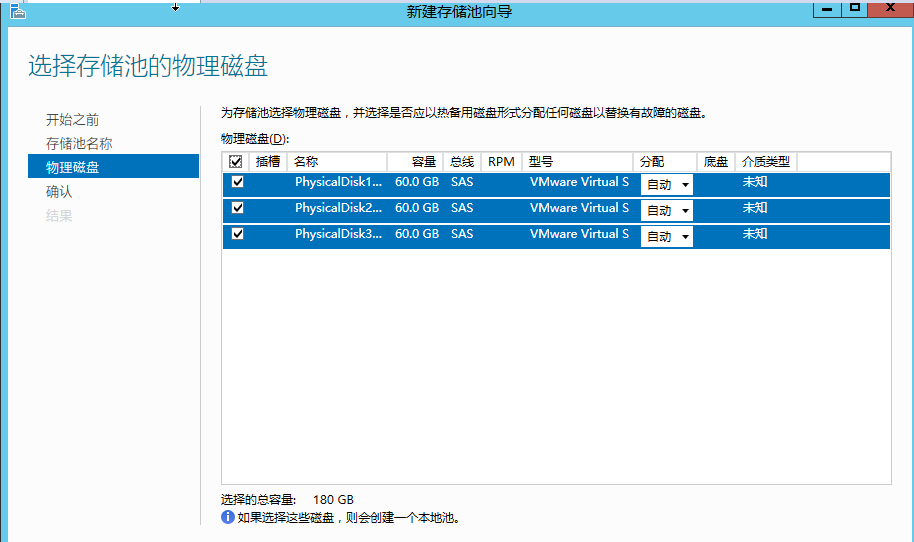 新建存储池向导
选择存储池的物理磁盘
开始之前
存储池名称
物理磁盘
确认
结果
为存储池选择物理磁盘，并选择是否应以热备用磁盘形式分配任何磁盘以替换有故障的磁盘。
物理磁盘(D):
插槽 名称 容量 总线 RPM 型号 分配 底盘 介质类型
PhysicalDisk1... 60.0 GB SAS VMware Virtual S 自动 未知
PhysicalDisk2... 60.0 GB SAS VMware Virtual S 自动 未知
PhysicalDisk3... 60.0 GB SAS VMware Virtual S 自动 未知
选择的总容量: 180 GB
如果选择这些磁盘，则会创建一个本地池。